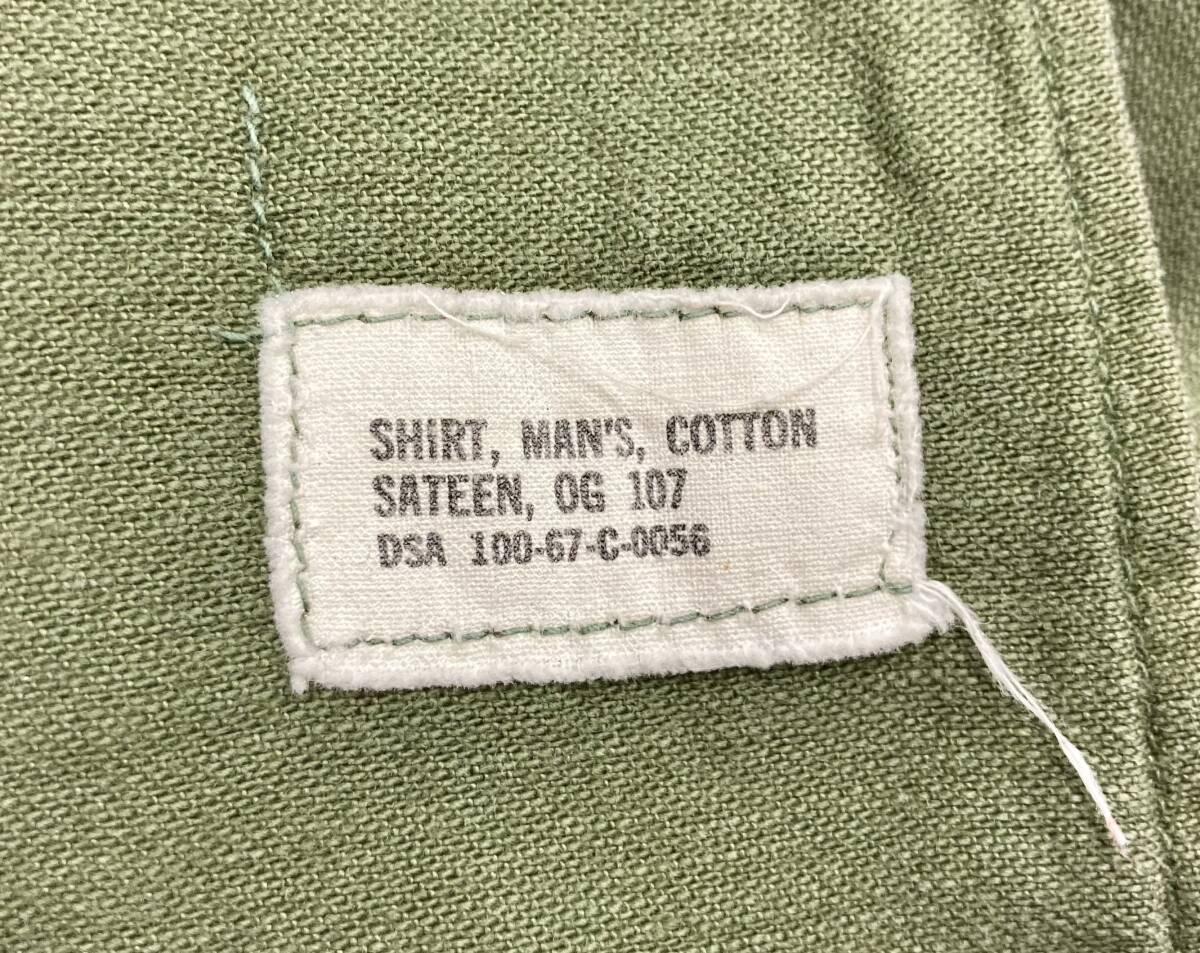 SHIRT, MAN'S, COTTON
SATEEN, OG 107
DSA 100-67-C-0056